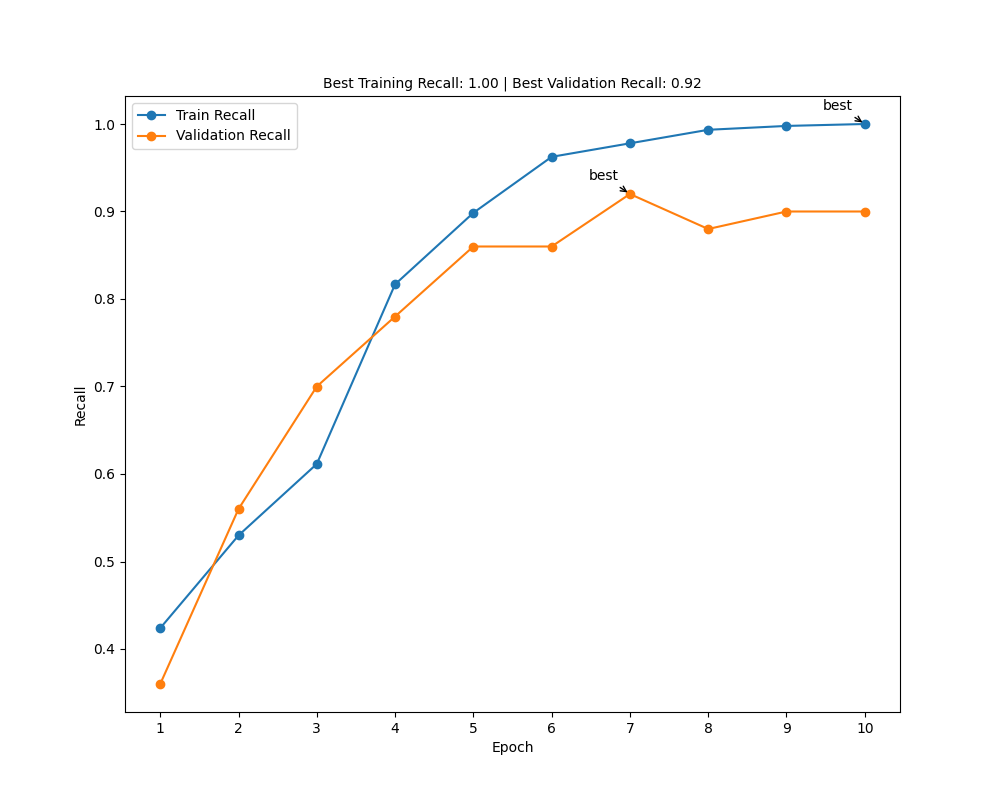 Best Training Recall: 1.00 | Best Validation Recall: 0.92
Train Recall
Validation Recall
best
best
1.0
0.9
0.8
0.7
0.6
0.5
0.4
Recall
1 2 3 4 5 6 7 8 9 10
Epoch